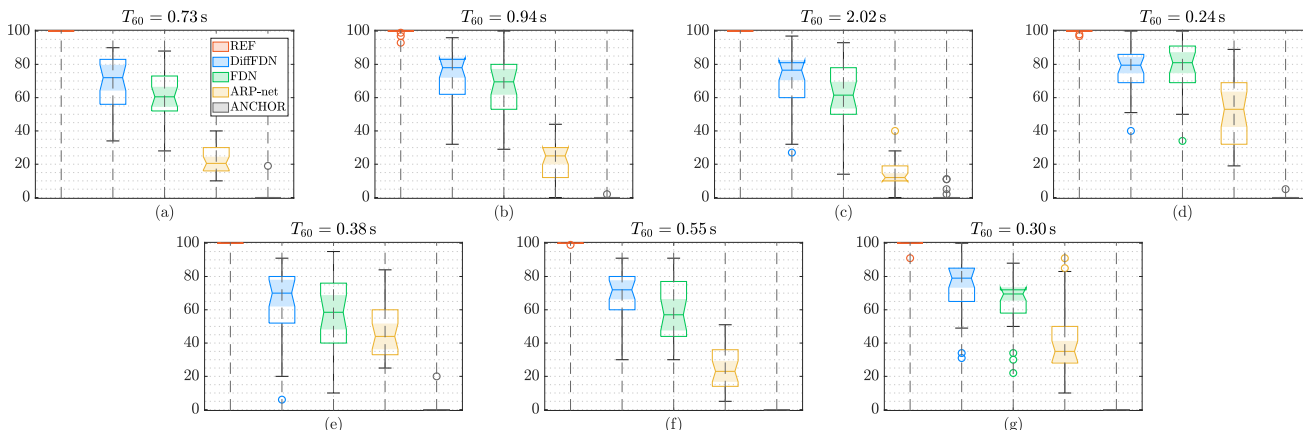 T60 = 0.73 s
T60 = 0.94 s
T60 = 2.02 s
T60 = 0.24 s
100
80
60
40
20
0
REF
DiffFDN
FDN
ARP-net
ANCHOR
100
80
60
40
20
0
100
80
60
40
20
0
100
80
60
40
20
0
(a)
(b)
(c)
(d)
T60 = 0.38 s
T60 = 0.55 s
T60 = 0.30 s
100
80
60
40
20
0
100
80
60
40
20
0
100
80
60
40
20
0
(e)
(f)
(g)